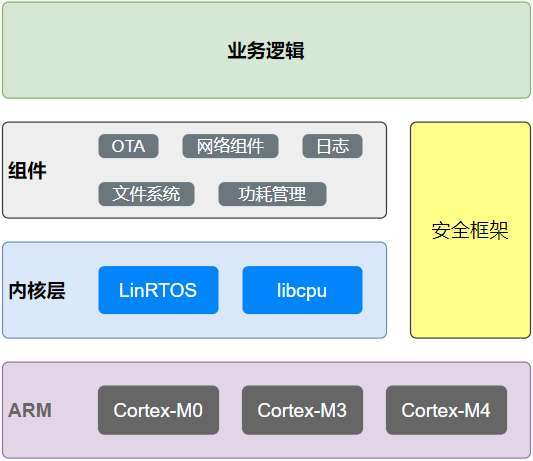 业务逻辑
组件
OTA
网络组件
日志
文件系统
功耗管理
安全框架
内核层
LinRTOS
libcpu
ARM
Cortex-M0
Cortex-M3
Cortex-M4